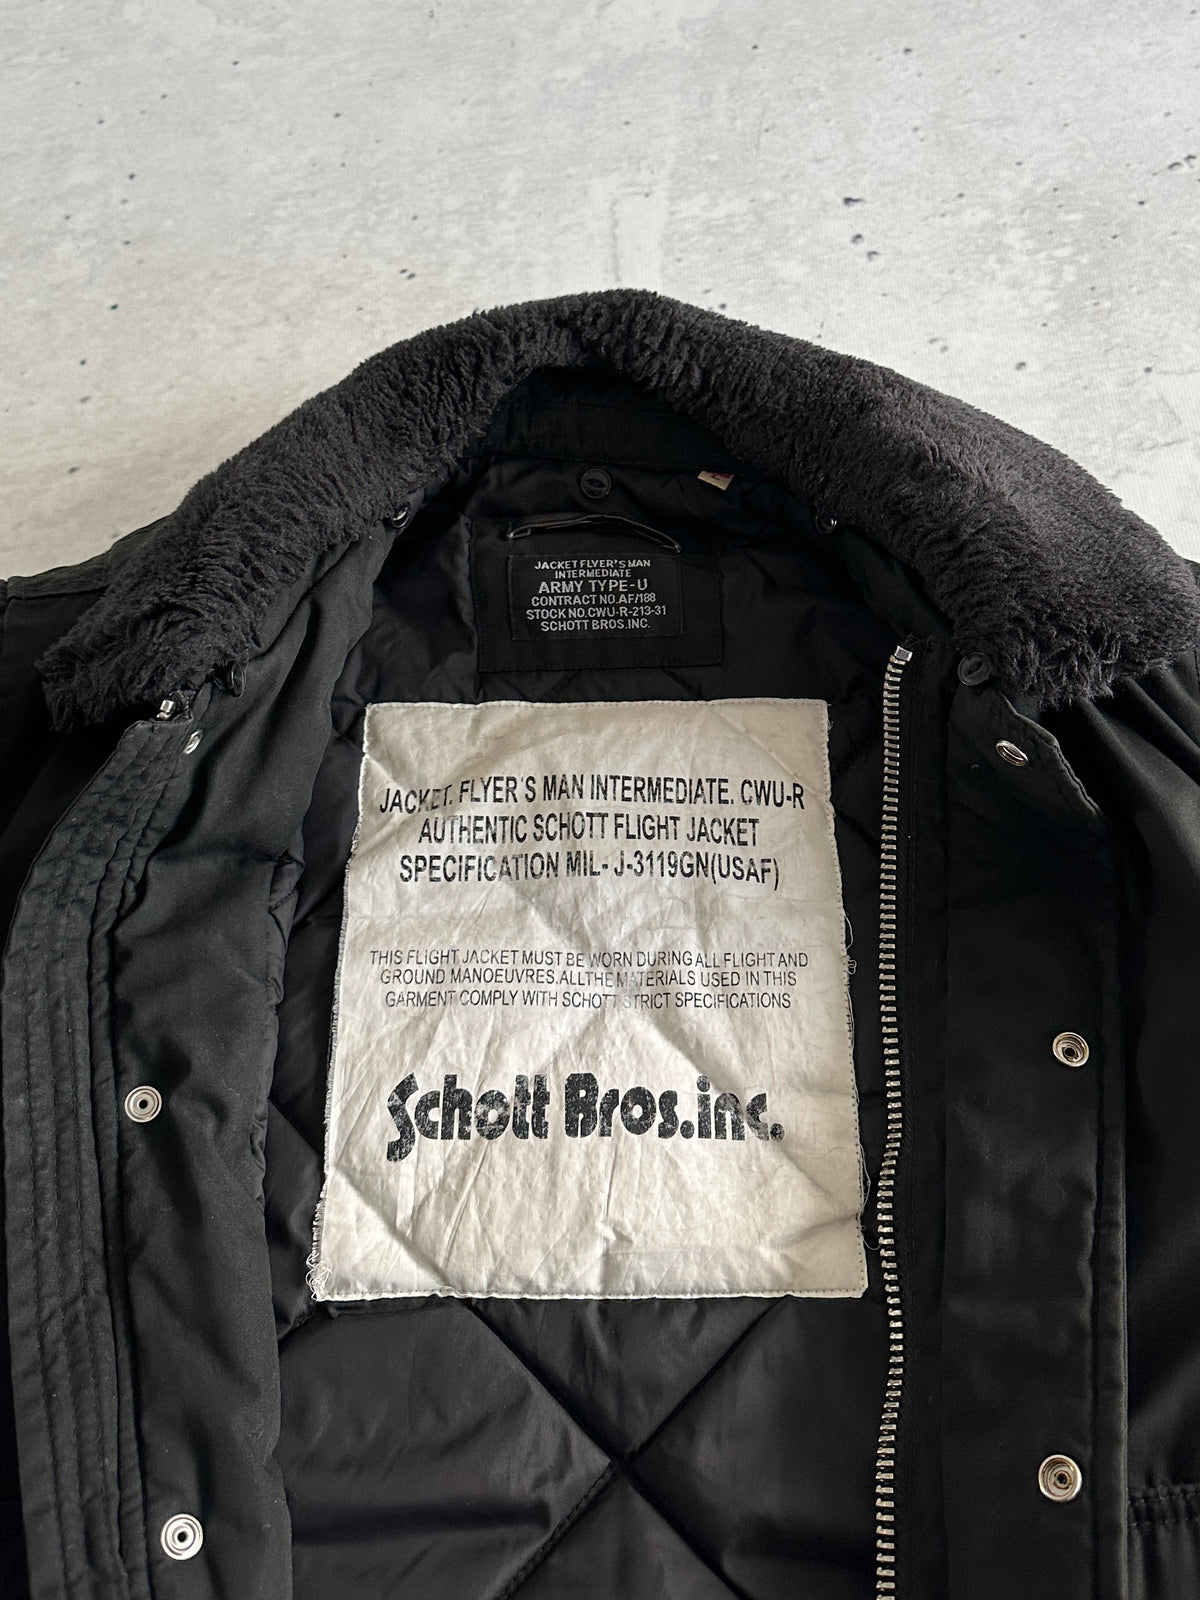 JACKET FLYER'S MAN
INTERMEDIATE
ARMY TYPE-U
CONTRACT NO.AF/188
STOCK NO.CWU-R-213-31
SCHOTT BROS.INC.
JACKET. FLYER'S MAN INTERMEDIATE. CWU-R
AUTHENTIC SCHOTT FLIGHT JACKET
SPECIFICATION MIL- J-3119GN(USAF)
THIS FLIGHT JACKET MUST BE WORN DURING ALL FLIGHT AND
GROUND MANOEUVRES.ALLTHE MATERIALS USED IN THIS
GARMENT COMPLY WITH SCHOTT STRICT SPECIFICATIONS
Schott Bros.inc.